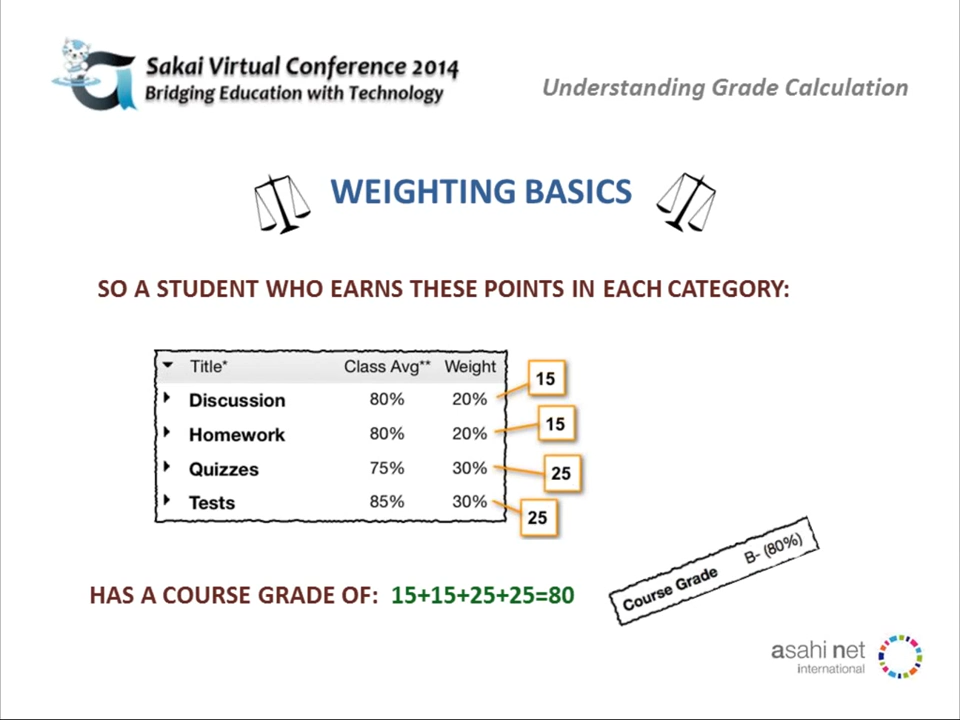 Sakai Virtual Conference 2014
Bridging Education with Technology
Understanding Grade Calculation
WEIGHTING BASICS
SO A STUDENT WHO EARNS THESE POINTS IN EACH CATEGORY:
Title* Class Avg** Weight
Discussion 80% 20% 15
Homework 80% 20% 15
Quizzes 75% 30% 25
Tests 85% 30% 25
HAS A COURSE GRADE OF: 15+15+25+25=80
Course Grade B- (80%)
asahi net
international